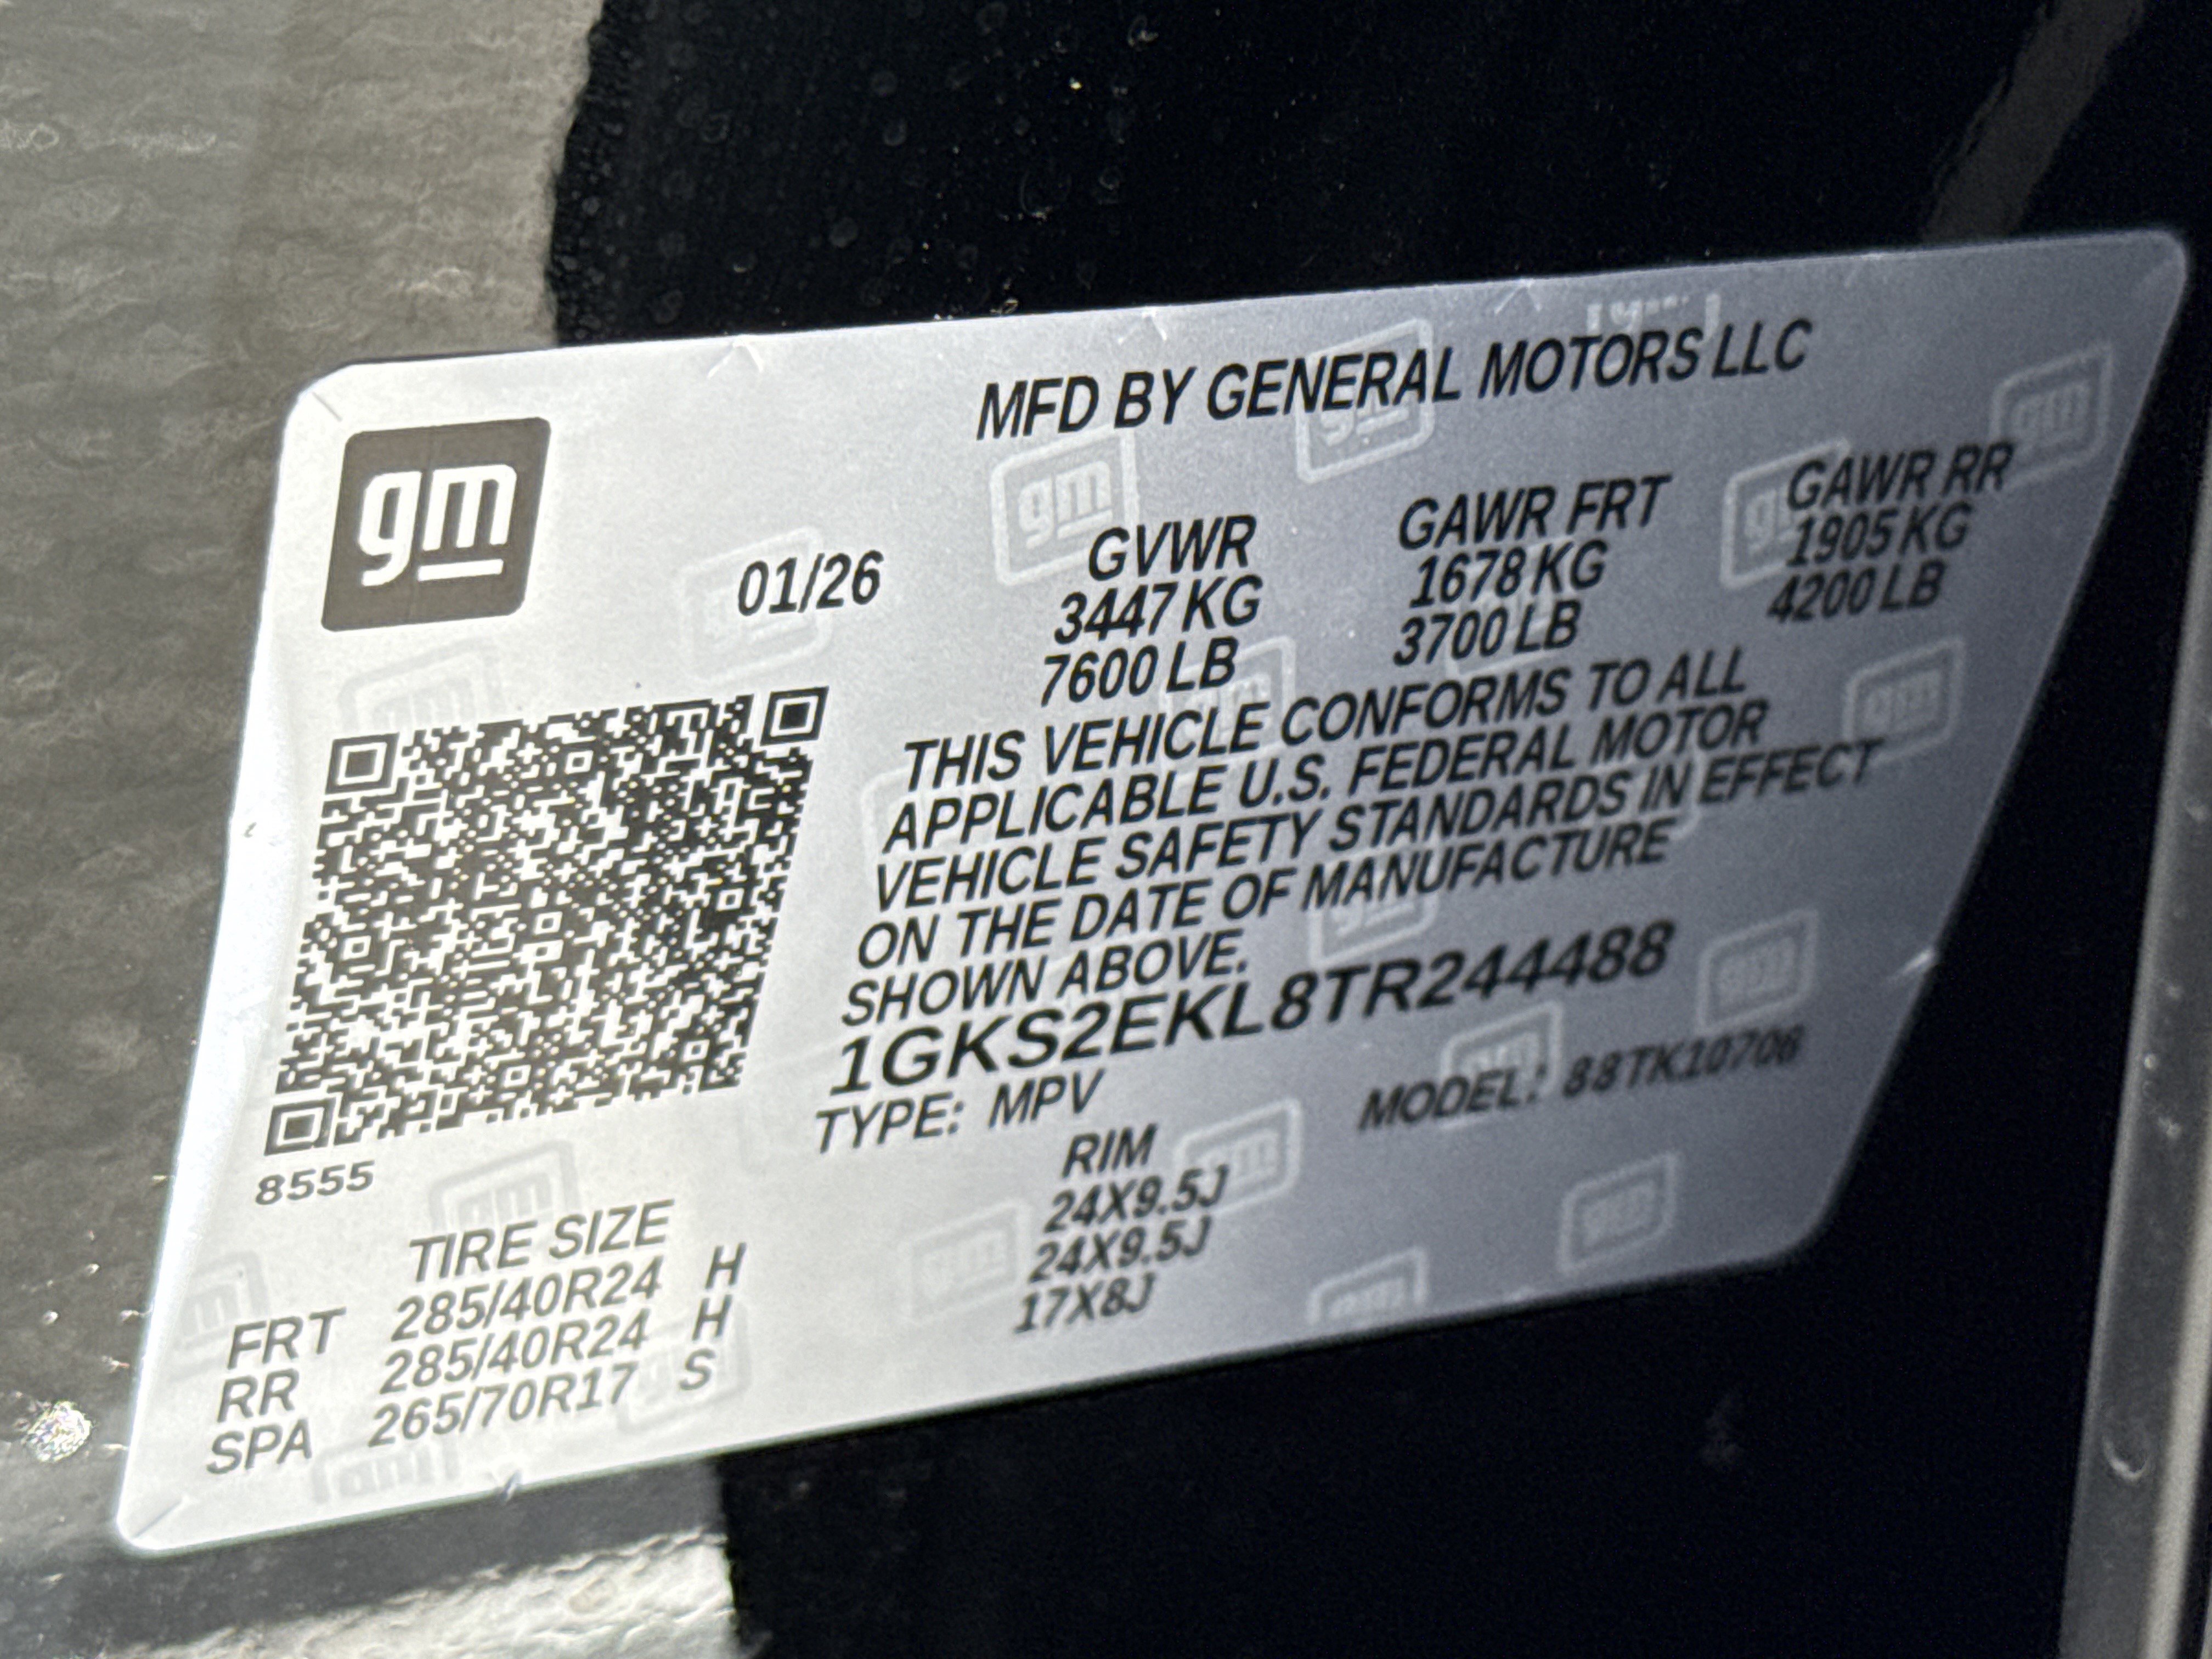 gm
MFD BY GENERAL MOTORS LLC
01/26
GVWR GAWR FRT GAWR RR
3447 KG 1678 KG 1905 KG
7600 LB 3700 LB 4200 LB
THIS VEHICLE CONFORMS TO ALL
APPLICABLE U.S. FEDERAL MOTOR
VEHICLE SAFETY STANDARDS IN EFFECT
ON THE DATE OF MANUFACTURE
SHOWN ABOVE.
1GKS2EKL8TR244488
TYPE: MPV MODEL: 88TK10706
8555
TIRE SIZE RIM
FRT 285/40R24 H 24X9.5J
RR 285/40R24 H 24X9.5J
SPA 265/70R17 S 17X8J